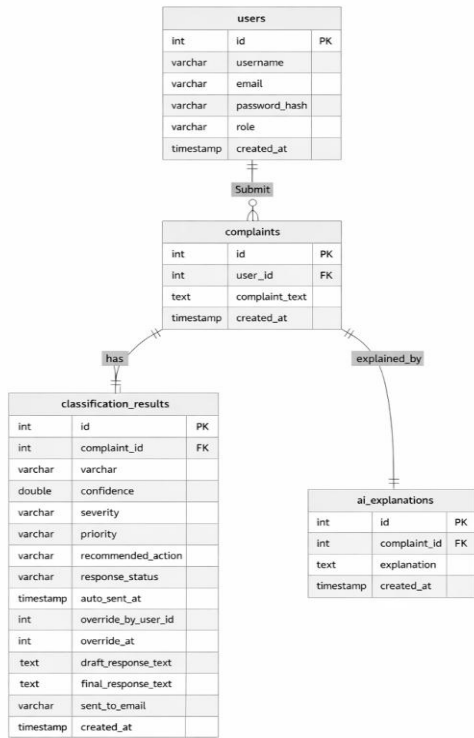 users
int id PK
varchar username
varchar email
varchar password_hash
varchar role
timestamp created_at
Submit
complaints
int id PK
int user_id FK
text complaint_text
timestamp created_at
has
explained_by
classification_results
int id PK
int complaint_id FK
varchar varchar
double confidence
varchar severity
varchar priority
varchar recommended_action
varchar response_status
timestamp auto_sent_at
int override_by_user_id
int override_at
text draft_response_text
text final_response_text
varchar sent_to_email
timestamp created_at
ai_explanations
int id PK
int complaint_id FK
text explanation
timestamp created_at